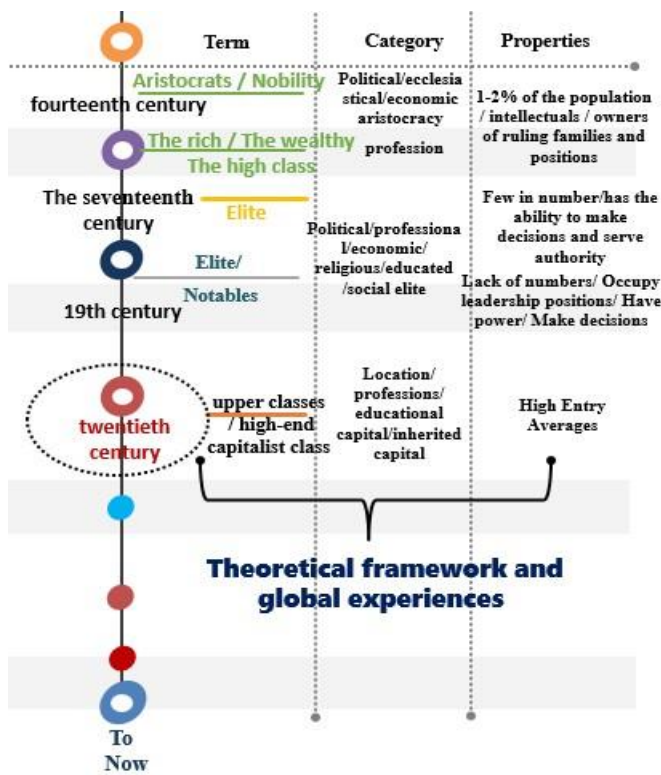 Term
Category
Properties
Aristocrats / Nobility
fourteenth century
Political/ecclesia
stical/economic
aristocracy
1-2% of the population
/ intellectuals / owners
of ruling families and
positions
The rich / The wealthy
The high class
profession
The seventeenth
century
Elite
Political/professiona
l/economic/
religious/educated
/social elite
Few in number/has the
ability to make
decisions and serve
authority
Elite/
Notables
19th century
Lack of numbers/ Occupy
leadership positions/ Have
power/ Make decisions
twentieth
century
upper classes
/ high-end
capitalist class
Location/
professions/
educational
capital/inherited
capital
High Entry
Averages
Theoretical framework and
global experiences
To
Now